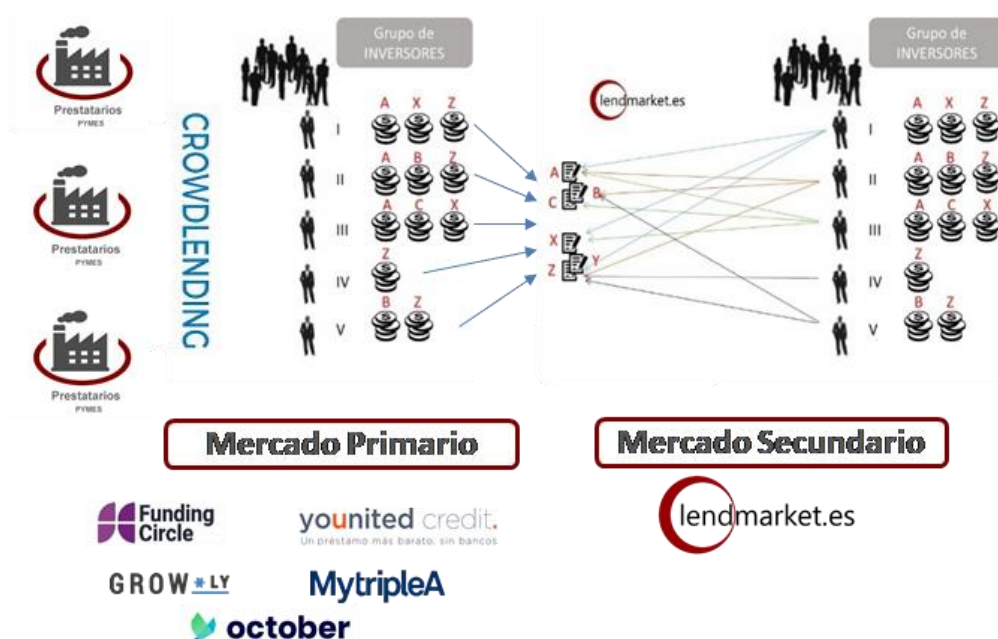 Prestatarios
PYMES
Prestatarios
PYMES
Prestatarios
PYMES
CROWDLENDING
Grupo de
INVERSORES
A X Z
I
A B Z
II
A C X
III
Z
IV
B Z
V
lendmarket.es
A
B
C
X
Y
Z
Grupo de
INVERSORES
A X Z
I
A B Z
II
A C X
III
Z
IV
B Z
V
Mercado Primario
Mercado Secundario
Funding
Circle
younited credit.
Un préstamo más barato, sin bancos
GROW LY
MytripleA
october
lendmarket.es